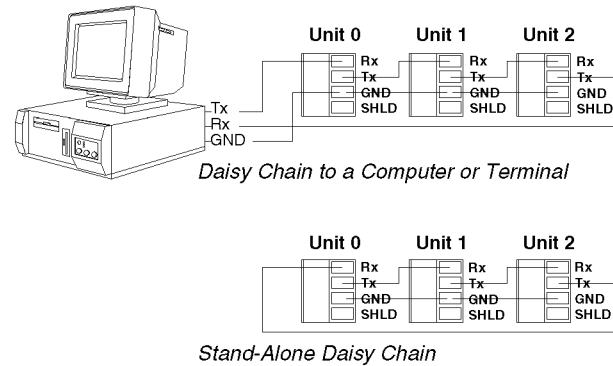 Unit 0 Unit 1 Unit 2
Rx Rx Rx
Tx Tx Tx
GND GND GND
SHLD SHLD SHLD
Tx
Rx
GND
Daisy Chain to a Computer or Terminal
Unit 0 Unit 1 Unit 2
Rx Rx Rx
Tx Tx Tx
GND GND GND
SHLD SHLD SHLD
Stand-Alone Daisy Chain